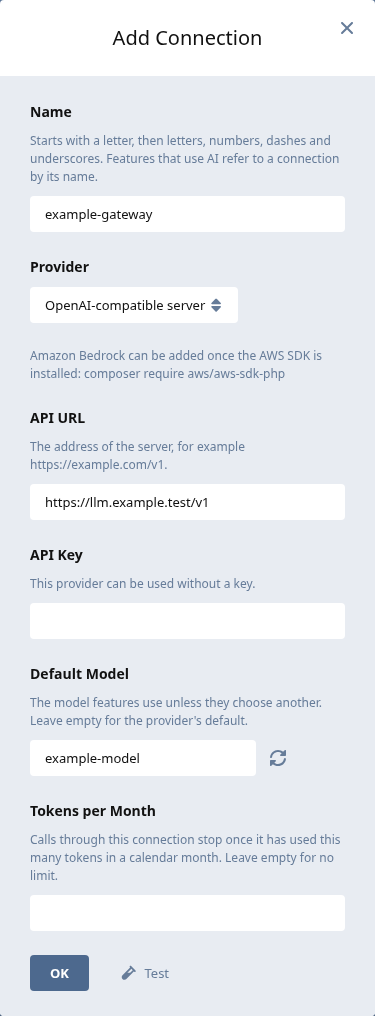 Add Connection
Name
Starts with a letter, then letters, numbers, dashes and
underscores. Features that use AI refer to a connection
by its name.
example-gateway
Provider
OpenAI-compatible server
Amazon Bedrock can be added once the AWS SDK is
installed: composer require aws/aws-sdk-php
API URL
The address of the server, for example
https://example.com/v1.
https://llm.example.test/v1
API Key
This provider can be used without a key.
Default Model
The model features use unless they choose another.
Leave empty for the provider's default.
example-model
Tokens per Month
Calls through this connection stop once it has used this
many tokens in a calendar month. Leave empty for no
limit.
OK
Test